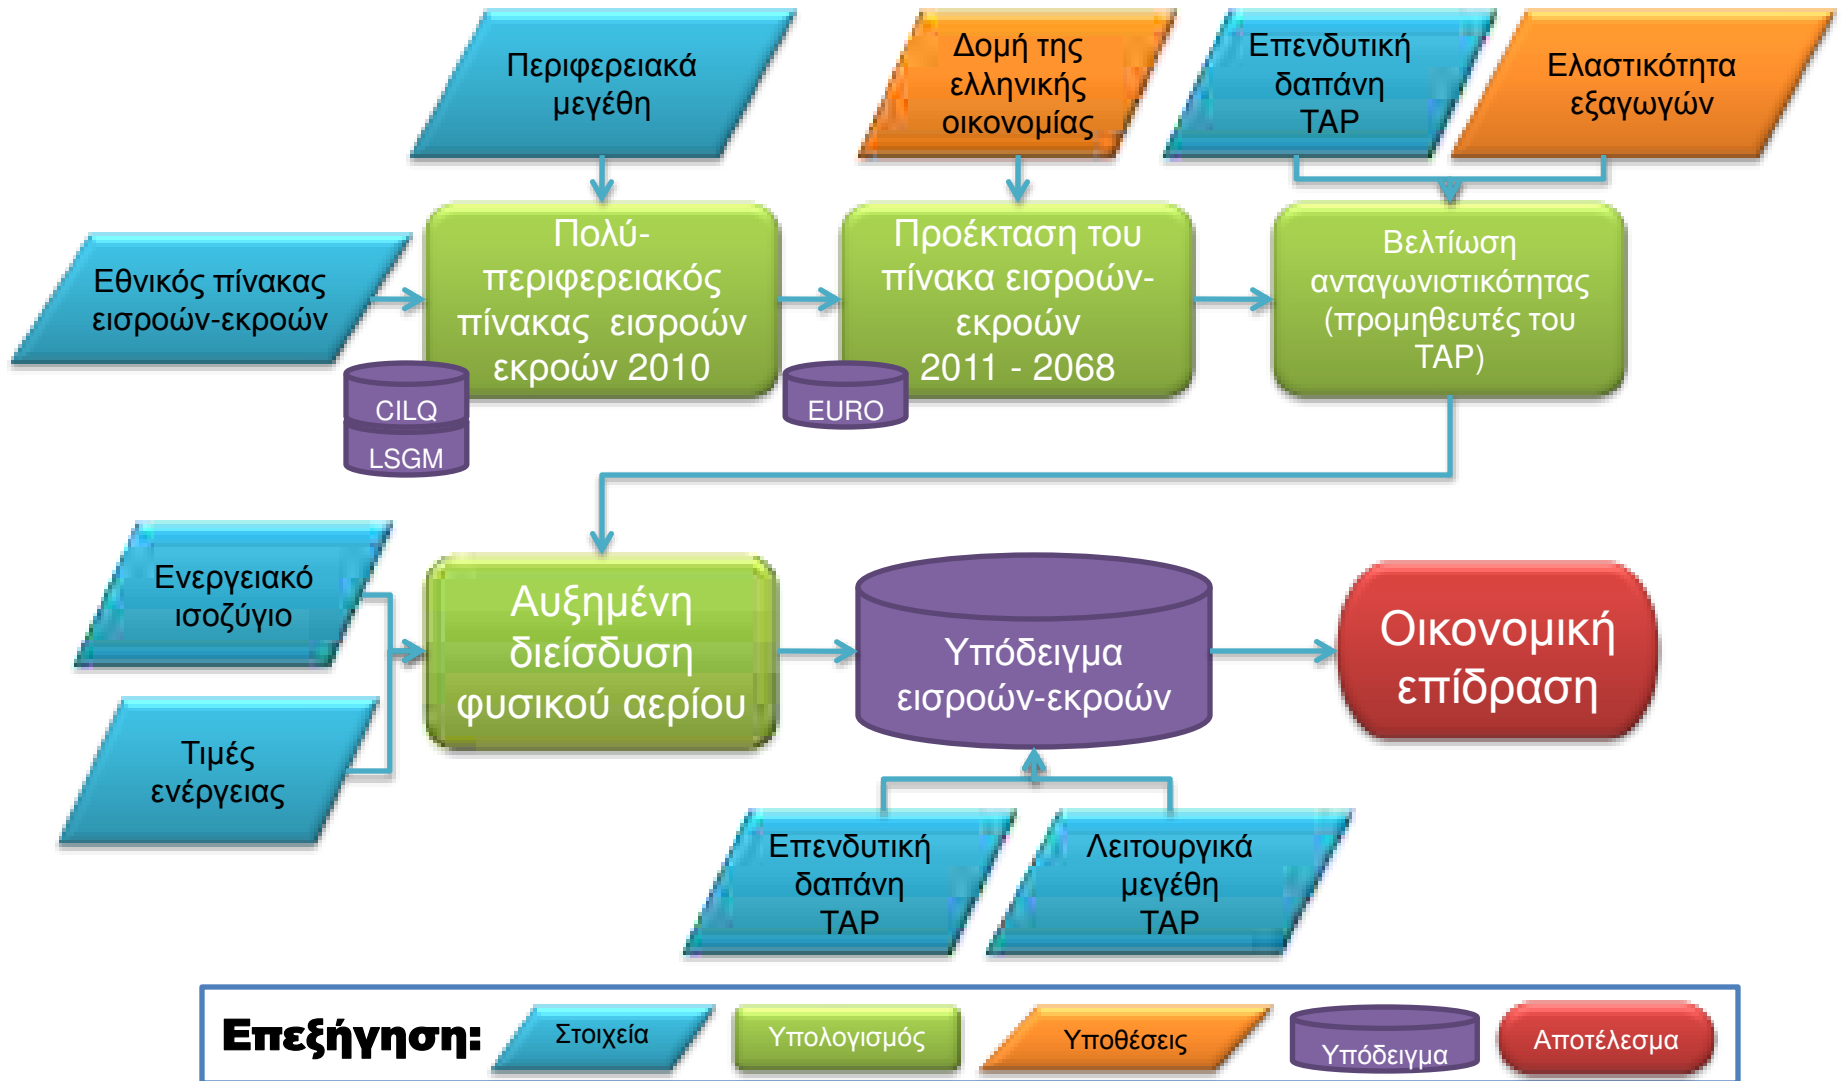 Περιφερειακά
μεγέθη
Δομή της
ελληνικής
οικονομίας
Επενδυτική
δαπάνη
TAP
Ελαστικότητα
εξαγωγών
Εθνικός πίνακας
εισροών-εκροών
Πολύ-
περιφερειακός
πίνακας εισροών
εκροών 2010
CILQ
LSGM
Προέκταση του
πίνακα εισροών-
εκροών
2011 - 2068
EURO
Βελτίωση
ανταγωνιστικότητας
(προμηθευτές του
TAP)
Ενεργειακό
ισοζύγιο
Τιμές
ενέργειας
Αυξημένη
διείσδυση
φυσικού αερίου
Υπόδειγμα
εισροών-εκροών
Οικονομική
επίδραση
Επενδυτική
δαπάνη
TAP
Λειτουργικά
μεγέθη
TAP
Επεξήγηση:
Στοιχεία
Υπολογισμός
Υποθέσεις
Υπόδειγμα
Αποτέλεσμα